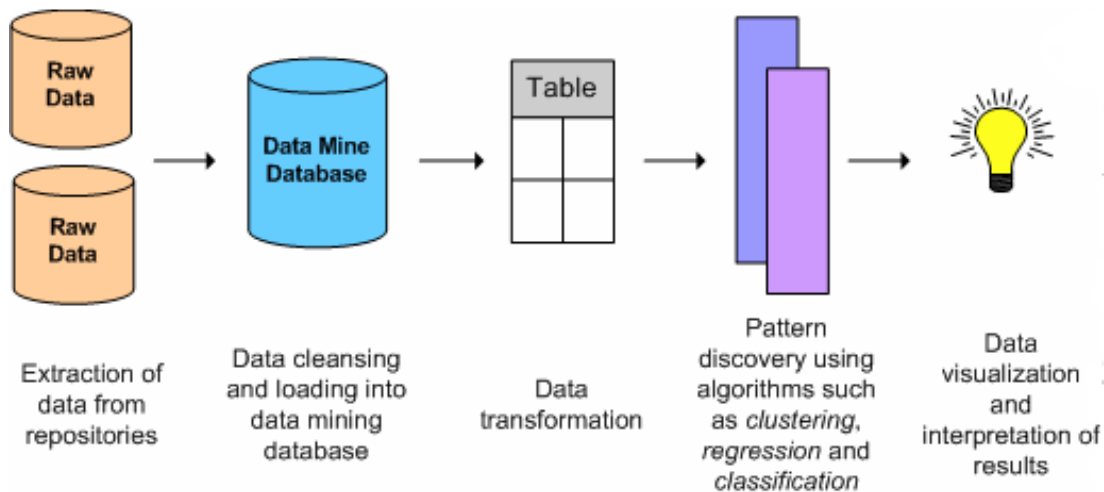 Raw
Data
Raw
Data
Data Mine
Database
Table
Extraction of
data from
repositories
Data cleansing
and loading into
data mining
database
Data
transformation
Pattern
discovery using
algorithms such
as clustering,
regression and
classification
Data
visualization
and
interpretation of
results